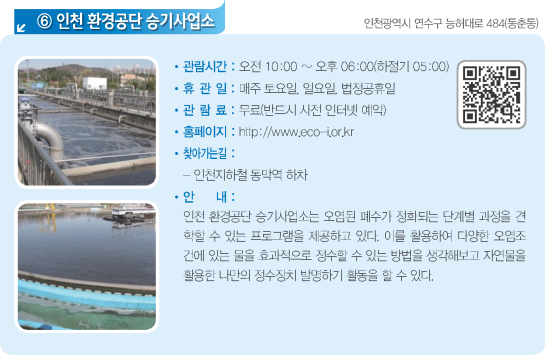 ⑥ 인천 환경공단 승기사업소
인천광역시 연수구 능허대로 484(동춘동)
• 관람시간 : 오전 10:00 ~ 오후 06:00(하절기 05:00)
• 휴 관 일 : 매주 토요일, 일요일, 법정공휴일
• 관 람 료 : 무료(반드시 사전 인터넷 예약)
• 홈페이지 : http://www.eco-i.or.kr
• 찾아가는길 :
– 인천지하철 동막역 하차
• 안 내 :
인천 환경공단 승기사업소는 오염된 폐수가 정화되는 단계별 과정을 견
학할 수 있는 프로그램을 제공하고 있다. 이를 활용하여 다양한 오염조
건에 있는 물을 효과적으로 정수할 수 있는 방법을 생각해보고 자연물을
활용한 나만의 정수장치 발명하기 활동을 할 수 있다.